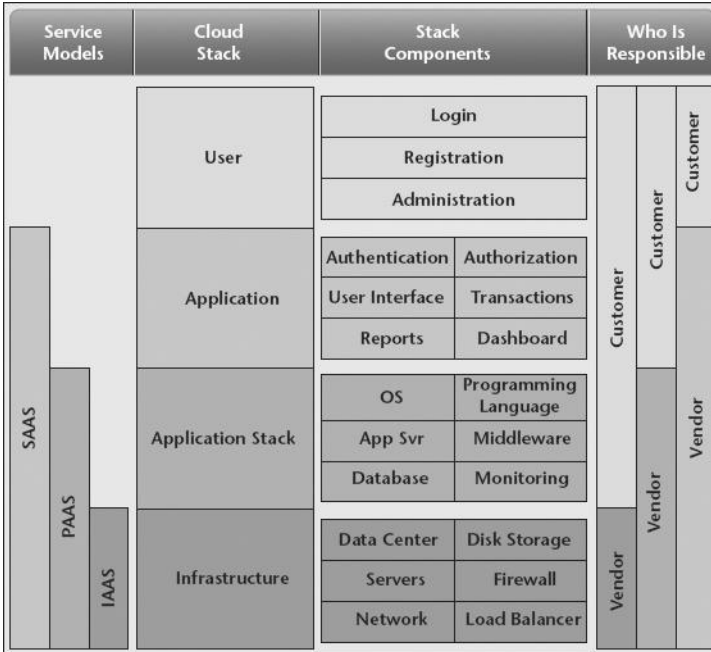 Service
Models
Cloud
Stack
Stack
Components
Who Is
Responsible
User
Login
Registration
Administration
Customer
Customer
Customer
Application
Authentication
Authorization
User Interface
Transactions
Reports
Dashboard
SAAS
PAAS
IAAS
Application Stack
OS
Programming
Language
App Svr
Middleware
Database
Monitoring
Vendor
Vendor
Vendor
Infrastructure
Data Center
Disk Storage
Servers
Firewall
Network
Load Balancer